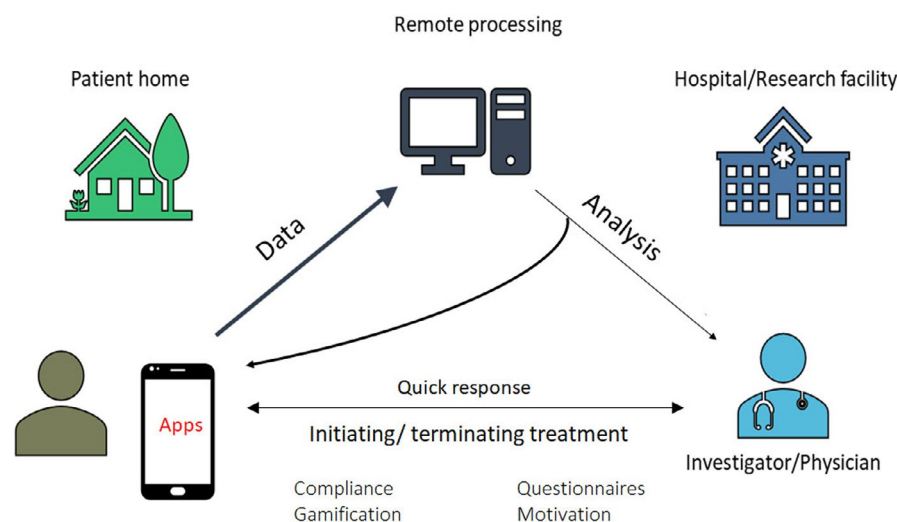 Remote processing
Patient home
Hospital/Research facility
Data
Analysis
Apps
Quick response
Initiating/ terminating treatment
Investigator/Physician
Compliance
Questionnaires
Gamification
Motivation